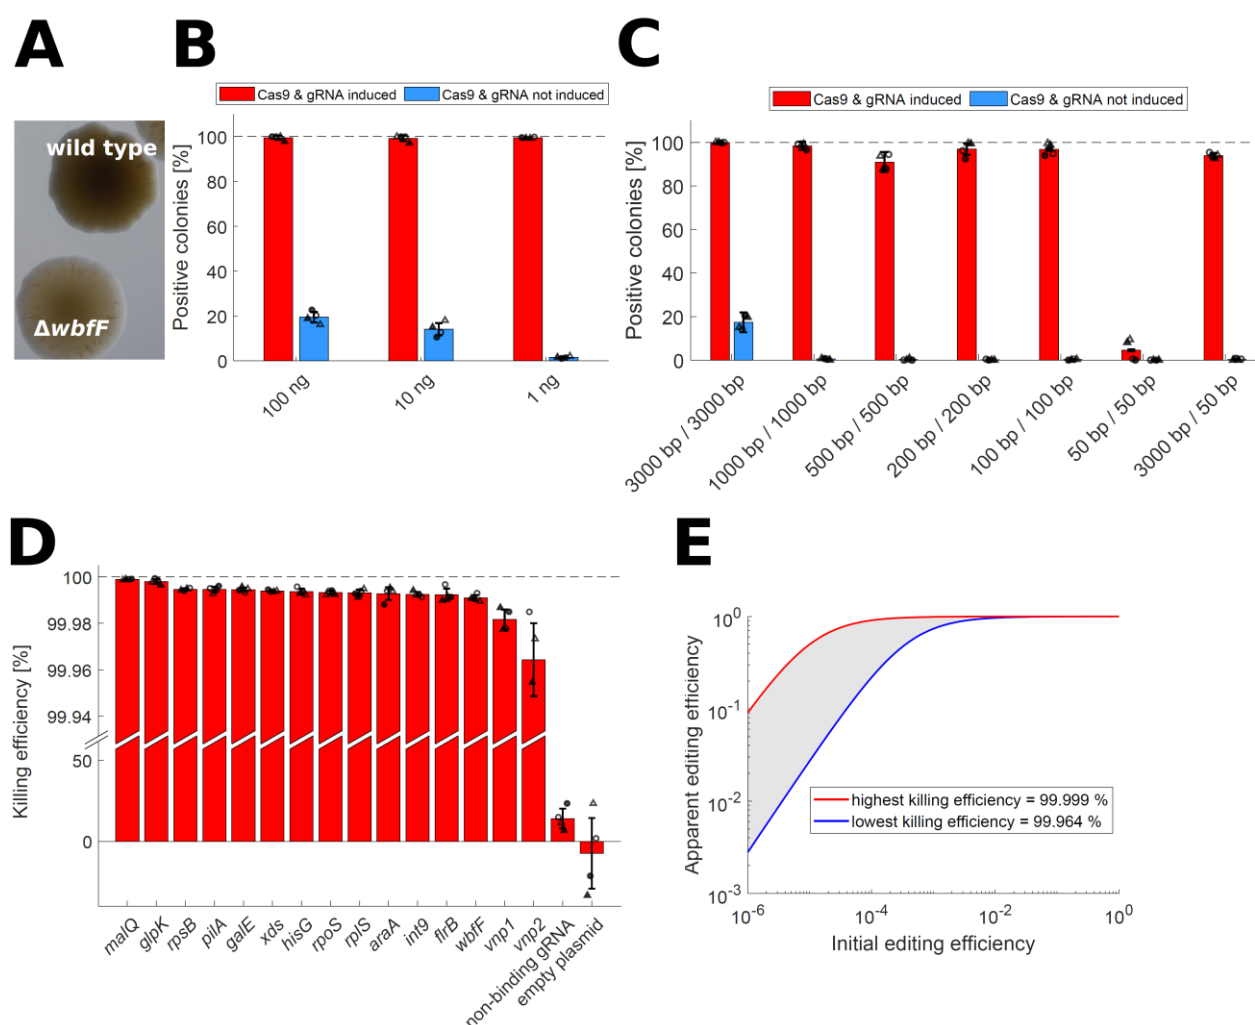 A
wild type
ΔwbfF
B
Cas9 & gRNA induced
Cas9 & gRNA not induced
Positive colonies [%]
100
80
60
40
20
0
100 ng
10 ng
1 ng
C
Cas9 & gRNA induced
Cas9 & gRNA not induced
Positive colonies [%]
100
80
60
40
20
0
3000 bp / 3000 bp
1000 bp / 1000 bp
500 bp / 500 bp
200 bp / 200 bp
100 bp / 100 bp
50 bp / 50 bp
3000 bp / 50 bp
D
Killing efficiency [%]
100
99.98
99.96
99.94
50
0
malQ
glpK
rpsB
pilA
galE
xds
hisG
rpoS
rplS
araA
int9
flrB
wbfF
vnp1
vnp2
non-binding gRNA
empty plasmid
E
Apparent editing efficiency
10⁰
10⁻¹
10⁻²
10⁻³
highest killing efficiency = 99.999 %
lowest killing efficiency = 99.964 %
10⁻⁶
10⁻⁴
10⁻²
10⁰
Initial editing efficiency